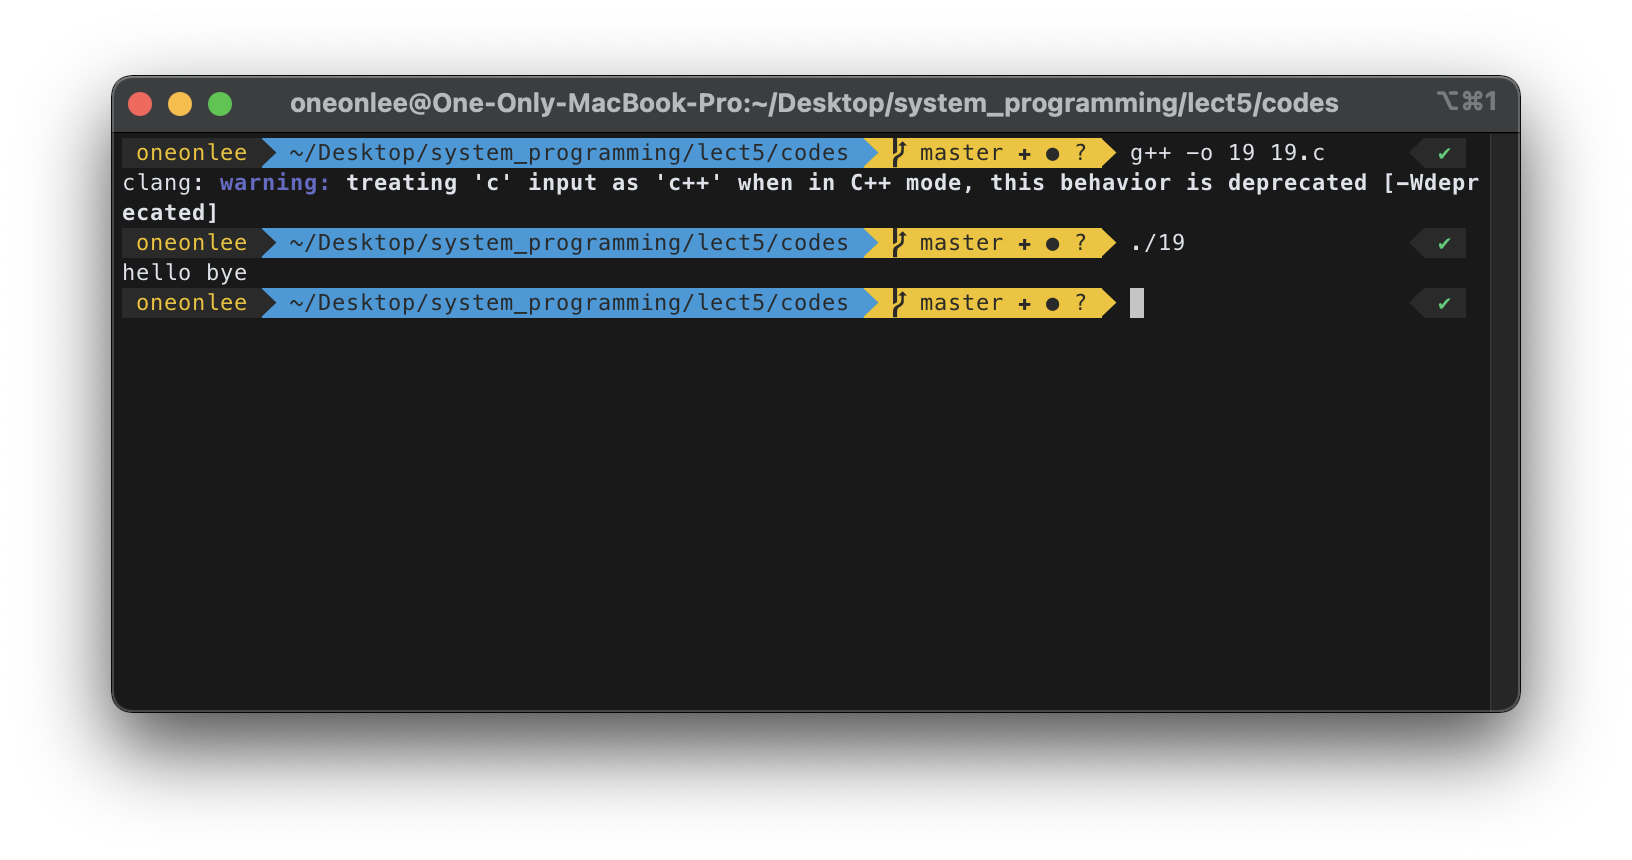 oneonlee@One-Only-MacBook-Pro:~/Desktop/system_programming/lect5/codes ⌥⌘1
oneonlee ~/Desktop/system_programming/lect5/codes master ✚ ● ? g++ -o 19 19.c ✔
clang: warning: treating 'c' input as 'c++' when in C++ mode, this behavior is deprecated [-Wdepr
ecated]
oneonlee ~/Desktop/system_programming/lect5/codes master ✚ ● ? ./19 ✔
hello bye
oneonlee ~/Desktop/system_programming/lect5/codes master ✚ ● ? ✔